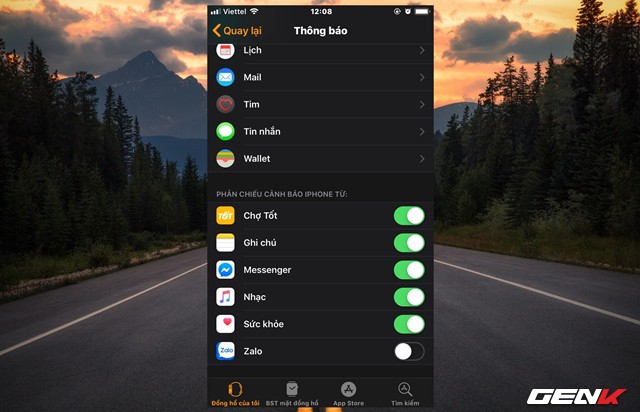 Viettel 12:08
Quay lại Thông báo
Lịch
Mail
Tim
Tin nhắn
Wallet
PHẢN CHIẾU CẢNH BÁO IPHONE TỪ:
TỐT Chợ Tốt
Ghi chú
Messenger
Nhạc
Sức khỏe
Zalo Zalo
Đồng hồ của tôi BST mặt đồng hồ App Store Tìm kiếm
GENK